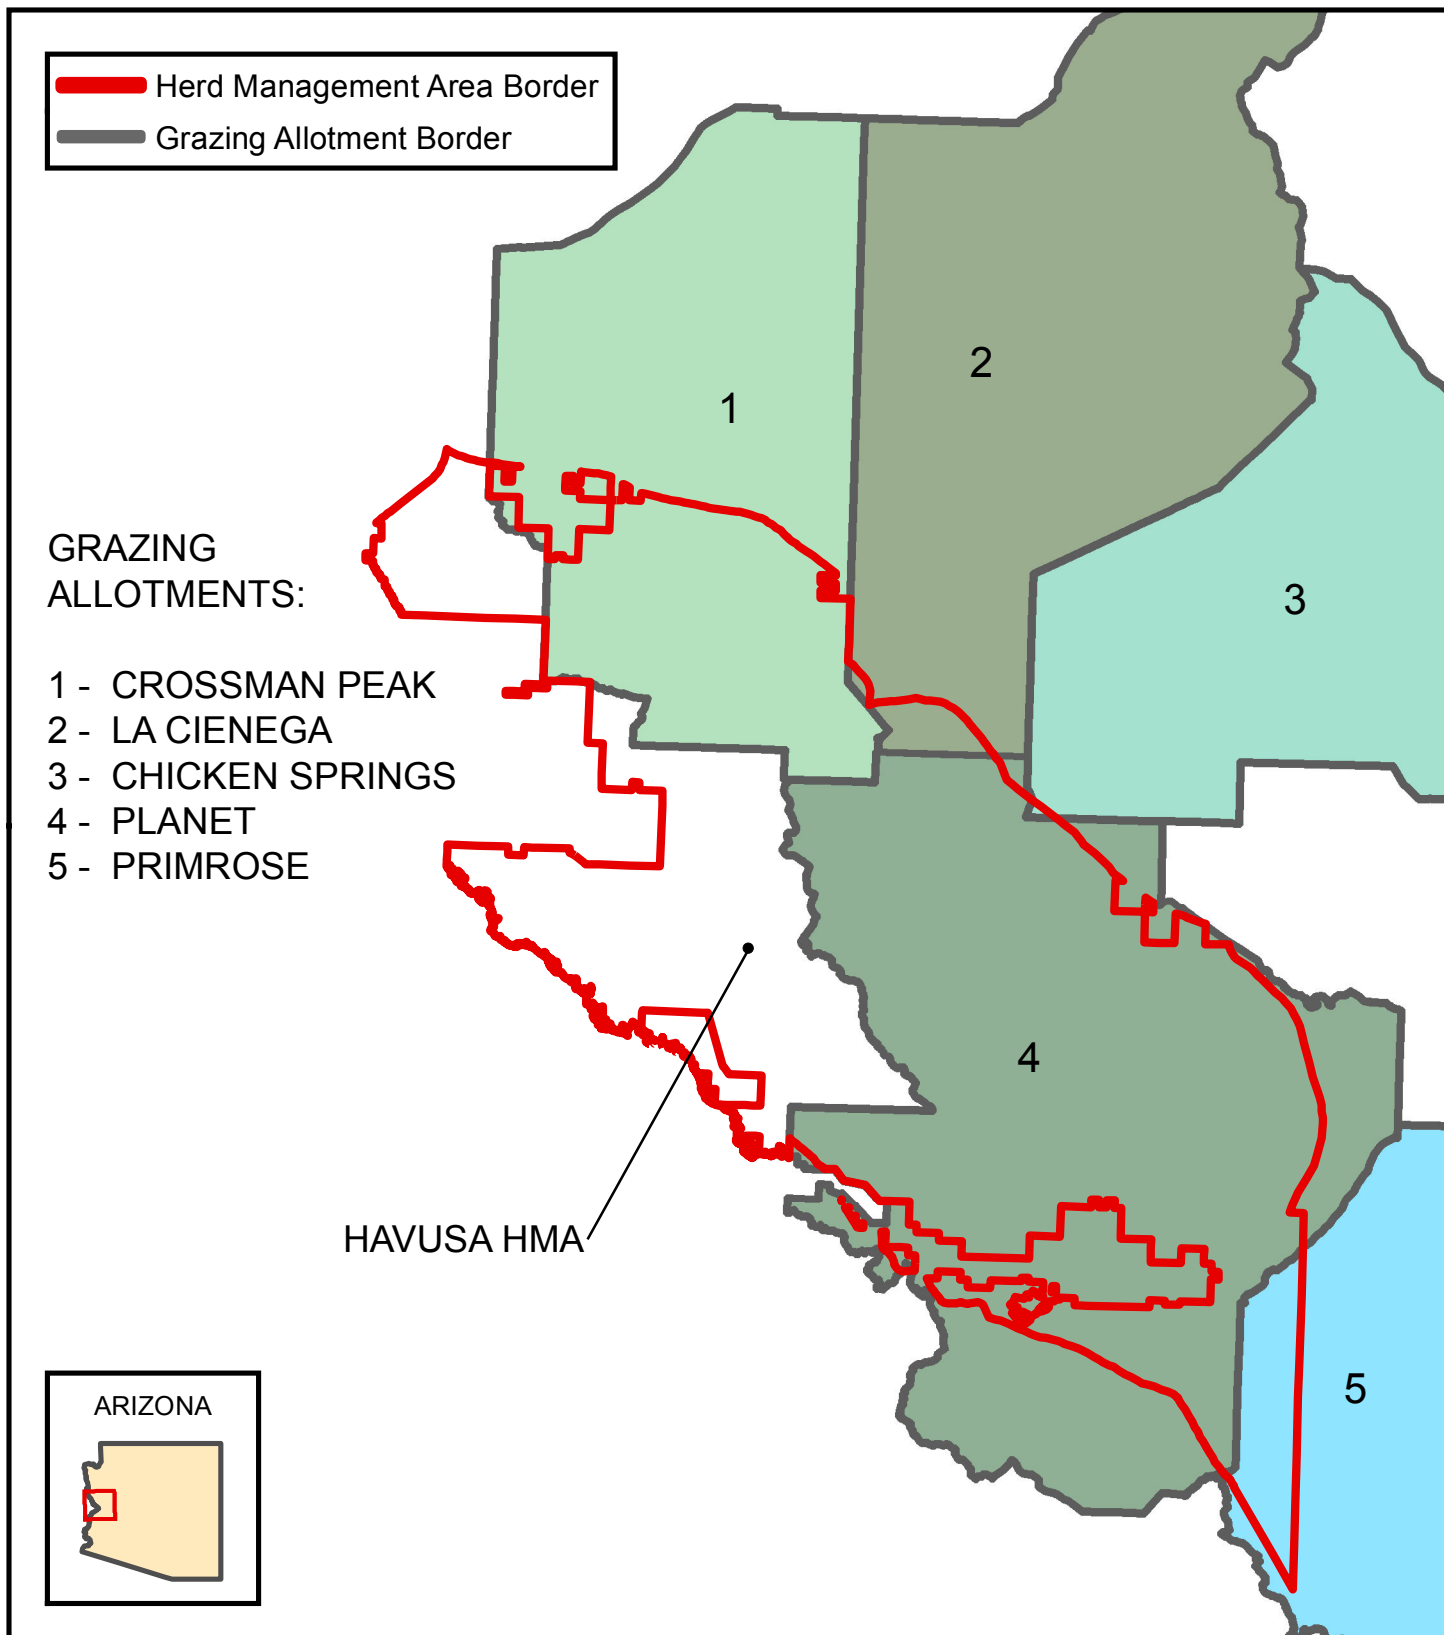 Herd Management Area Border
Grazing Allotment Border
1
2
3
GRAZING
ALLOTMENTS:
1 - CROSSMAN PEAK
2 - LA CIENEGA
3 - CHICKEN SPRINGS
4 - PLANET
5 - PRIMROSE
4
HAVUSA HMA
5
ARIZONA